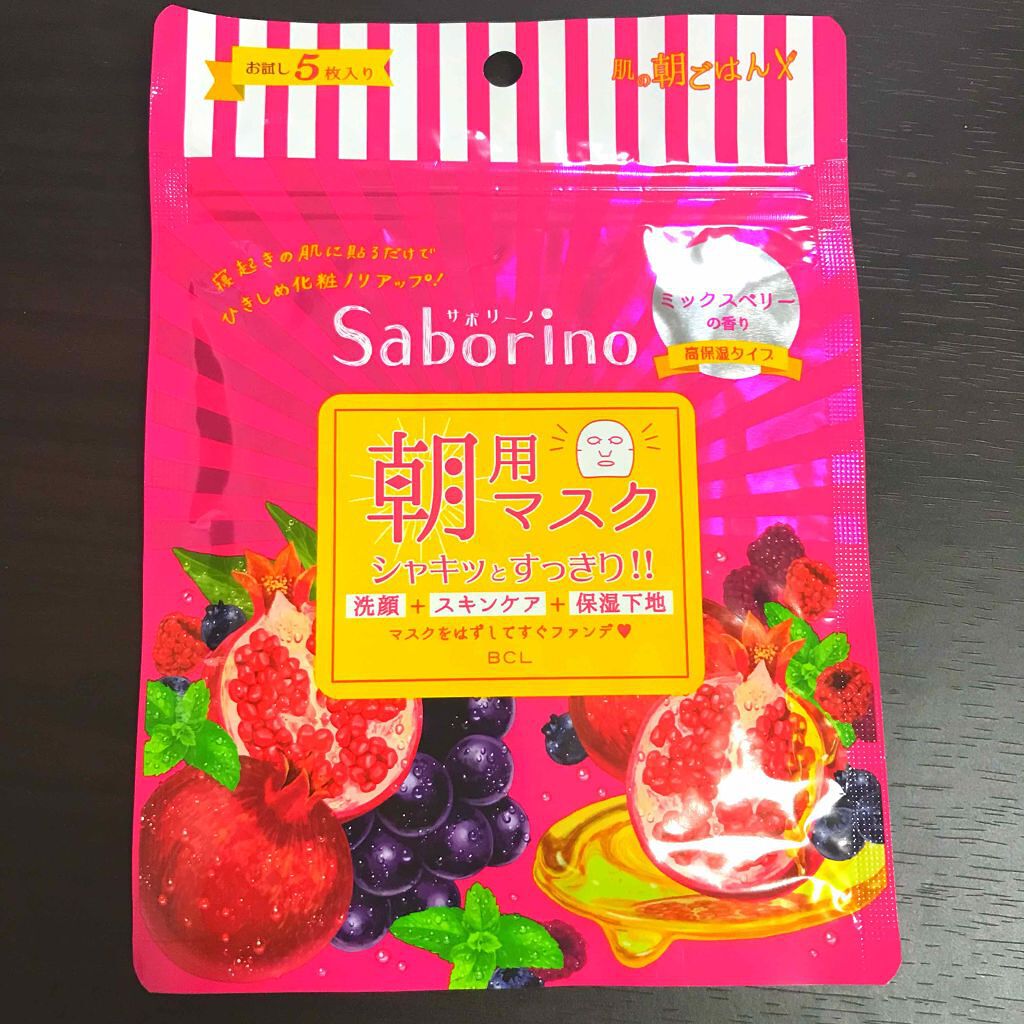 お試し5枚入り
肌の朝ごはん
寝起きの肌に貼るだけで
ひきしめ化粧ノリアップ!
サボリーノ
Saborino
ミックスベリー
の香り
高保湿タイプ
朝用
マスク
シャキッとすっきり!!
洗顔+スキンケア+保湿下地
マスクをはずしてすぐファンデ♥
BCL